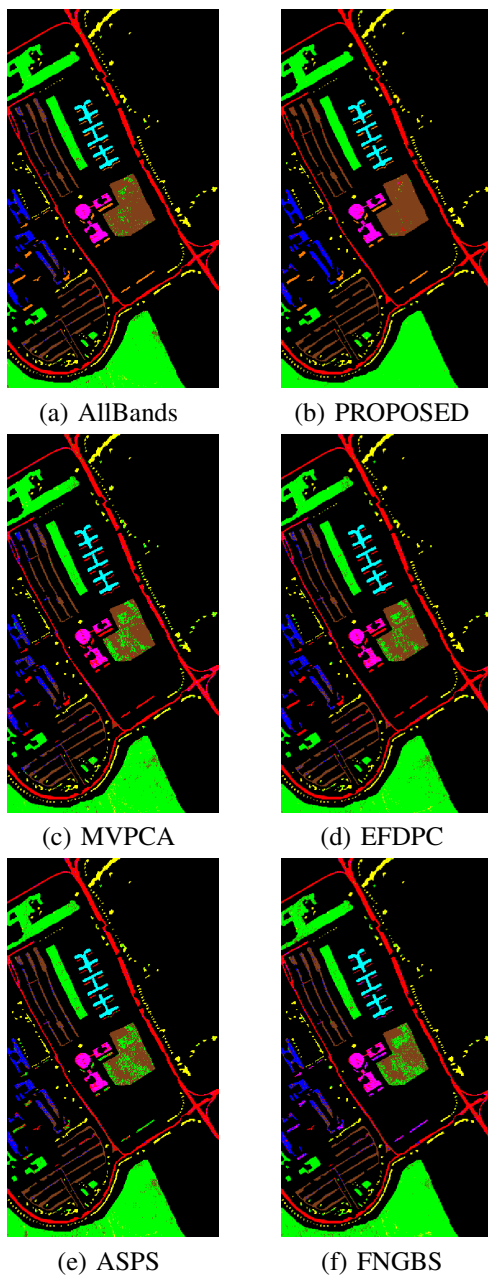 (a) AllBands
(b) PROPOSED
(c) MVPCA
(d) EFDPC
(e) ASPS
(f) FNGBS